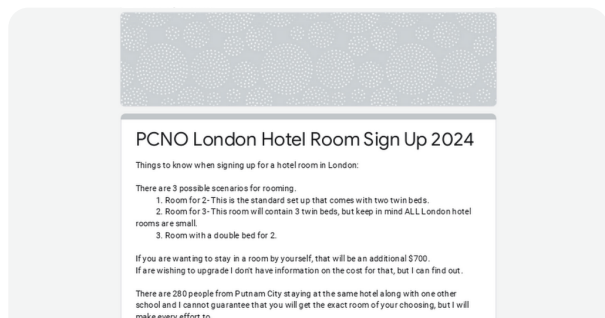 PCNO London Hotel Room Sign Up 2024
Things to know when signing up for a hotel room in London:
There are 3 possible scenarios for rooming.
1. Room for 2- This is the standard set up that comes with two twin beds.
2. Room for 3- This room will contain 3 twin beds, but keep in mind ALL London hotel
rooms are small.
3. Room with a double bed for 2.
If you are wanting to stay in a room by yourself, that will be an additional $700.
If are wishing to upgrade I don't have information on the cost for that, but I can find out.
There are 280 people from Putnam City staying at the same hotel along with one other
school and I cannot guarantee that you will get the exact room of your choosing, but I will
make every effort to